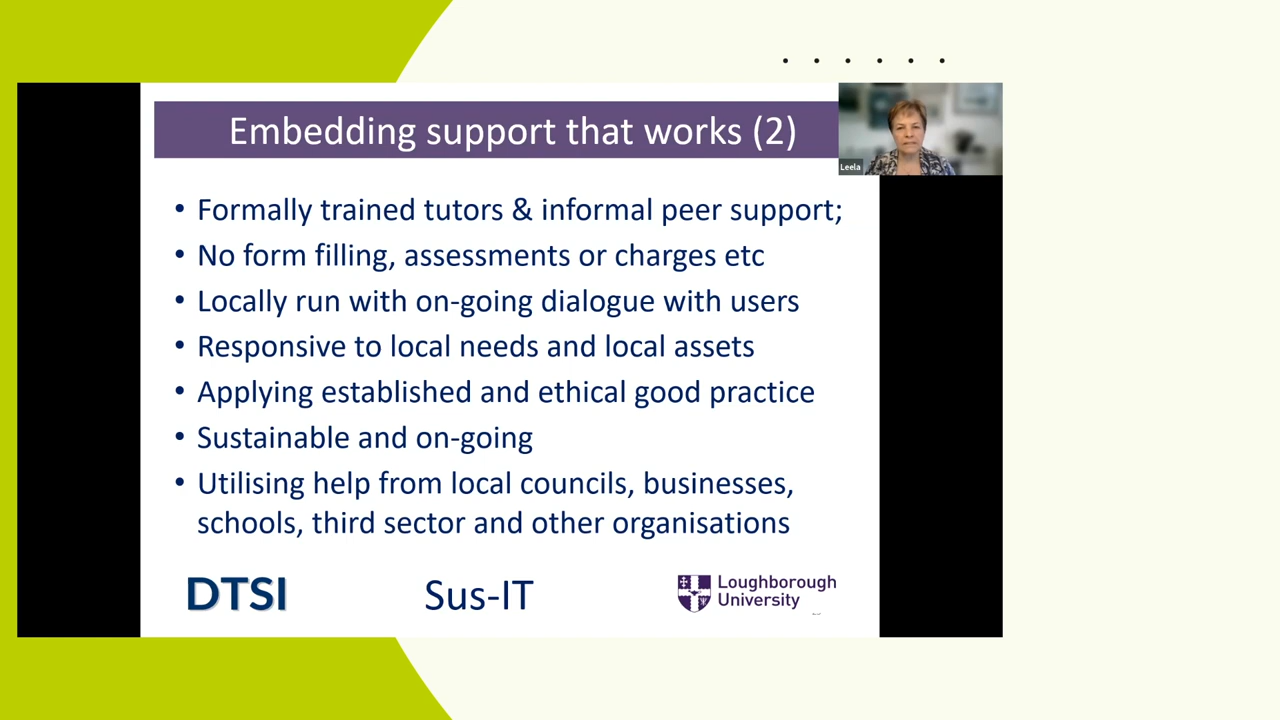 Embedding support that works (2)
Leela
• Formally trained tutors & informal peer support;
• No form filling, assessments or charges etc
• Locally run with on-going dialogue with users
• Responsive to local needs and local assets
• Applying established and ethical good practice
• Sustainable and on-going
• Utilising help from local councils, businesses,
schools, third sector and other organisations
DTSI
Sus-IT
Loughborough
University